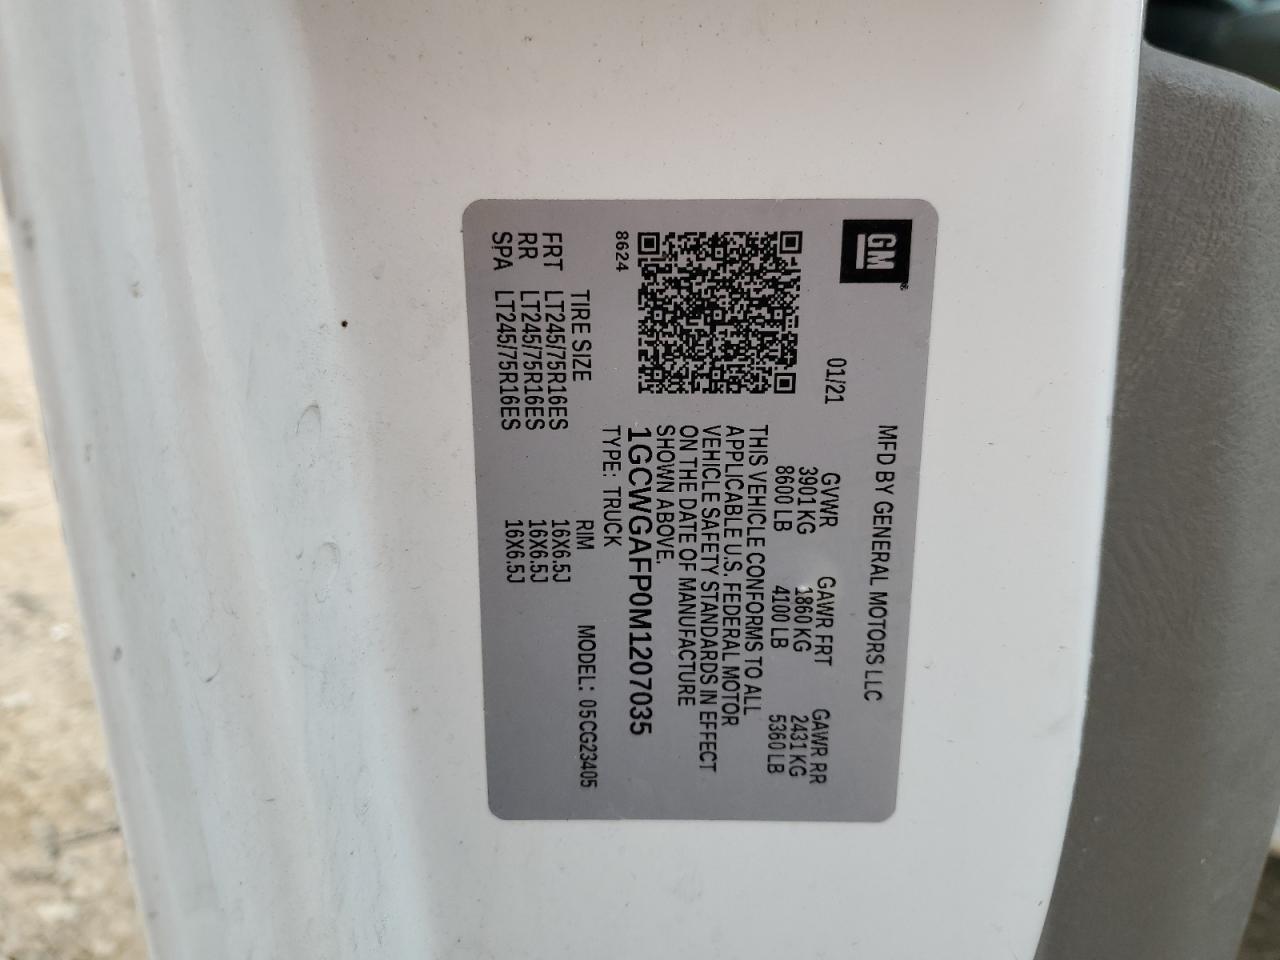 GM
MFD BY GENERAL MOTORS LLC
01/21
GVWR GAWR FRT GAWR RR
3901 KG 1860 KG 2431 KG
8600 LB 4100 LB 5360 LB
THIS VEHICLE CONFORMS TO ALL
APPLICABLE U.S. FEDERAL MOTOR
VEHICLE SAFETY STANDARDS IN EFFECT
ON THE DATE OF MANUFACTURE
SHOWN ABOVE.
1GCWGAFP0M1207035
8624
TYPE: TRUCK
MODEL: 05CG23405
TIRE SIZE RIM
FRT LT245/75R16ES 16X6.5J
RR LT245/75R16ES 16X6.5J
SPA LT245/75R16ES 16X6.5J